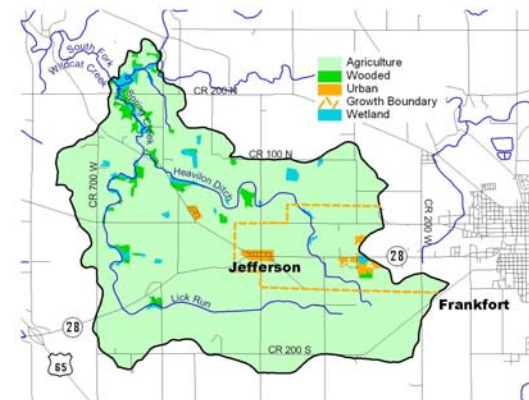 South Fork
Wildcat Creek
Spring Creek
CR 200 N
Agriculture
Wooded
Urban
Growth Boundary
Wetland
CR 100 N
CR 700 W
Heavilon Ditch
CR 200 W
28
Jefferson
Frankfort
Lick Run
28
65
CR 200 S